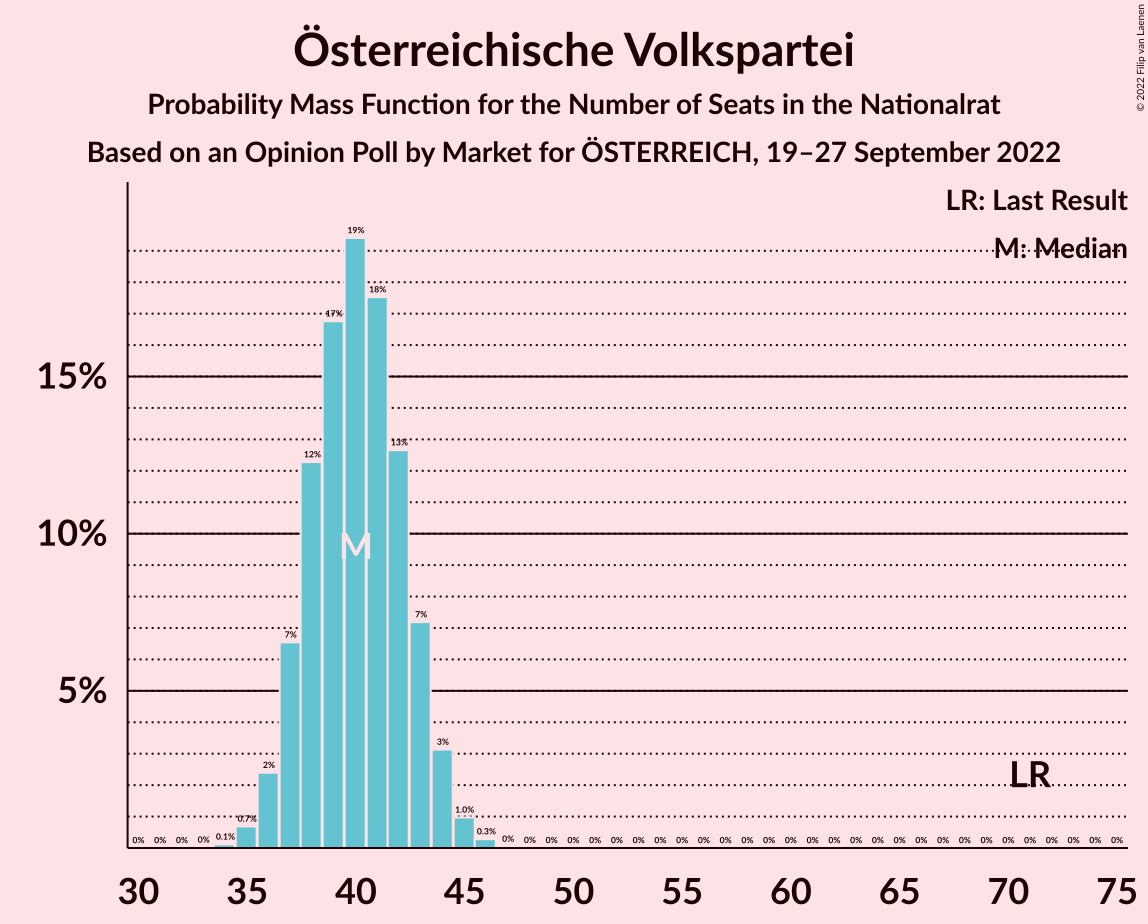 Österreichische Volkspartei
Probability Mass Function for the Number of Seats in the Nationalrat
Based on an Opinion Poll by Market for ÖSTERREICH, 19–27 September 2022
© 2022 Filip van Laenen
LR: Last Result
M: Median
15%
10%
5%
0% 0% 0% 0% 0.1% 0.7% 2% 7% 12% 17% 19% 18% 13% 7% 3% 1.0% 0.3% 0% 0% 0% 0% 0% 0% 0% 0% 0% 0% 0% 0% 0% 0% 0% 0% 0% 0% 0% 0% 0% 0% 0% 0% 0% 0% 0% 0% 0%
M
LR
30 35 40 45 50 55 60 65 70 75